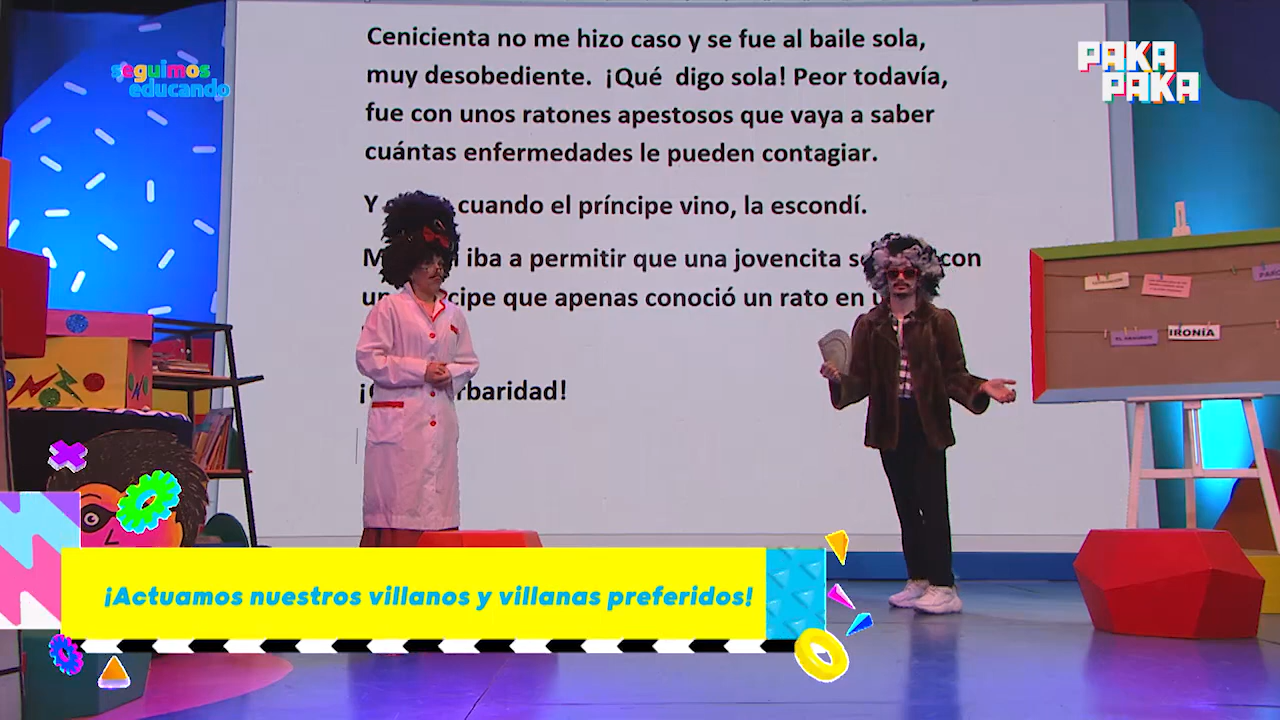 Cenicienta no me hizo caso y se fue al baile sola,
muy desobediente. ¡Qué digo sola! Peor todavía,
fue con unos ratones apestosos que vaya a saber
cuántas enfermedades le pueden contagiar.
Y cuando el príncipe vino, la escondí.
iba a permitir que una jovencita con
que apenas conoció un rato en
seguimos
educando
PAKA
PAKA
IRONÍA
¡Actuamos nuestros villanos y villanas preferidos!